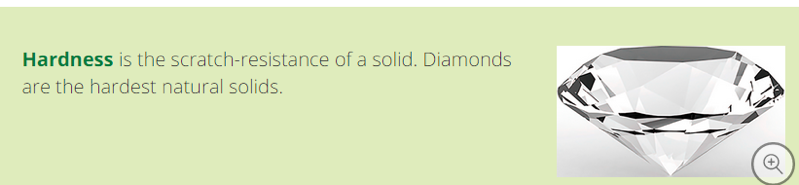 Hardness is the scratch-resistance of a solid. Diamonds
are the hardest natural solids.